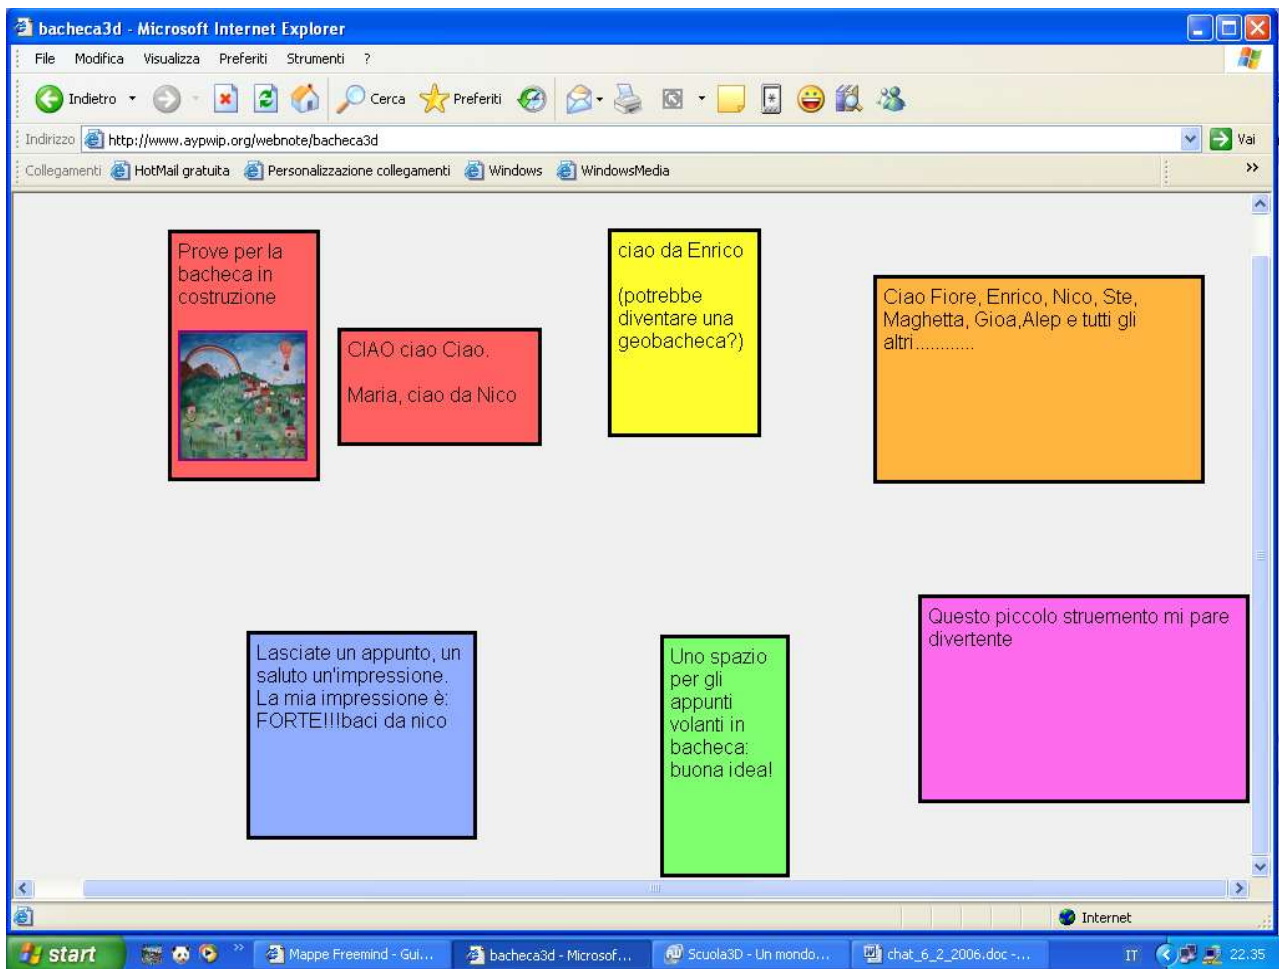 bacheca3d - Microsoft Internet Explorer
File Modifica Visualizza Preferiti Strumenti ?
Indietro Cerca Preferiti
Indirizzo http://www.aypwip.org/webnote/bacheca3d Vai
Collegamenti HotMail gratuita Personalizzazione collegamenti Windows WindowsMedia »
Prove per la
bacheca in
costruzione
CIAO ciao Ciao.
Maria, ciao da Nico
ciao da Enrico
(potrebbe
diventare una
geobacheca?)
Ciao Fiore, Enrico, Nico, Ste,
Maghetta, Gioa,Alep e tutti gli
altri............
Lasciate un appunto, un
saluto un'impressione.
La mia impressione è:
FORTE!!!baci da nico
Uno spazio
per gli
appunti
volanti in
bacheca:
buona idea!
Questo piccolo struemento mi pare
divertente
Internet
start » Mappe Freemind - Gui... bacheca3d - Microsof... Scuola3D - Un mondo... chat_6_2_2006.doc -... IT 22.35